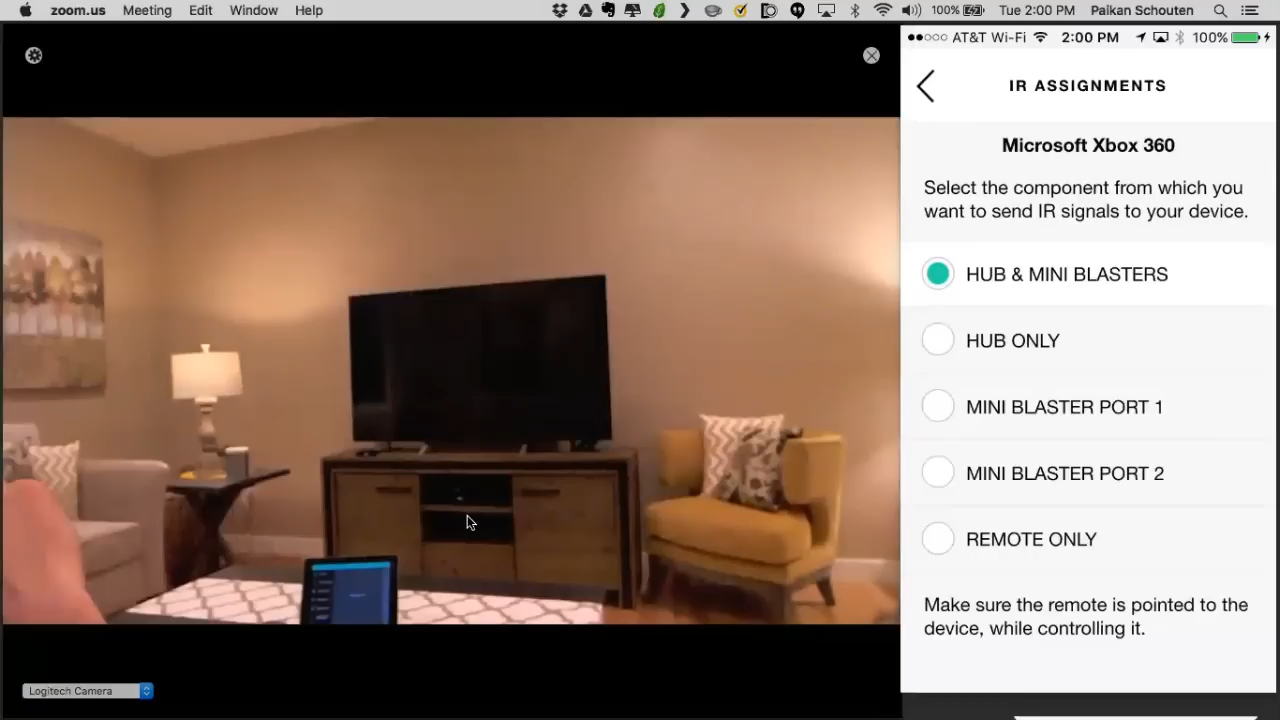 zoom.us Meeting Edit Window Help 100% Tue 2:00 PM Paikan Schouten
AT&T Wi-Fi 2:00 PM 100%
IR ASSIGNMENTS
Microsoft Xbox 360
Select the component from which you
want to send IR signals to your device.
HUB & MINI BLASTERS
HUB ONLY
MINI BLASTER PORT 1
MINI BLASTER PORT 2
REMOTE ONLY
Make sure the remote is pointed to the
device, while controlling it.
Logitech Camera